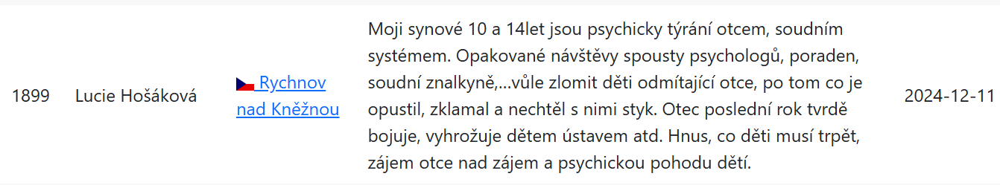 Moji synové 10 a 14let jsou psychicky týrání otcem, soudním
systémem. Opakované návštěvy spousty psychologů, poraden,
1899 Lucie Hošáková Rychnov soudní znalkyně,...vůle zlomit děti odmítající otce, po tom co je 2024-12-11
nad Kněžnou opustil, zklamal a nechtěl s nimi styk. Otec poslední rok tvrdě
bojuje, vyhrožuje dětem ústavem atd. Hnus, co děti musí trpět,
zájem otce nad zájem a psychickou pohodu dětí.